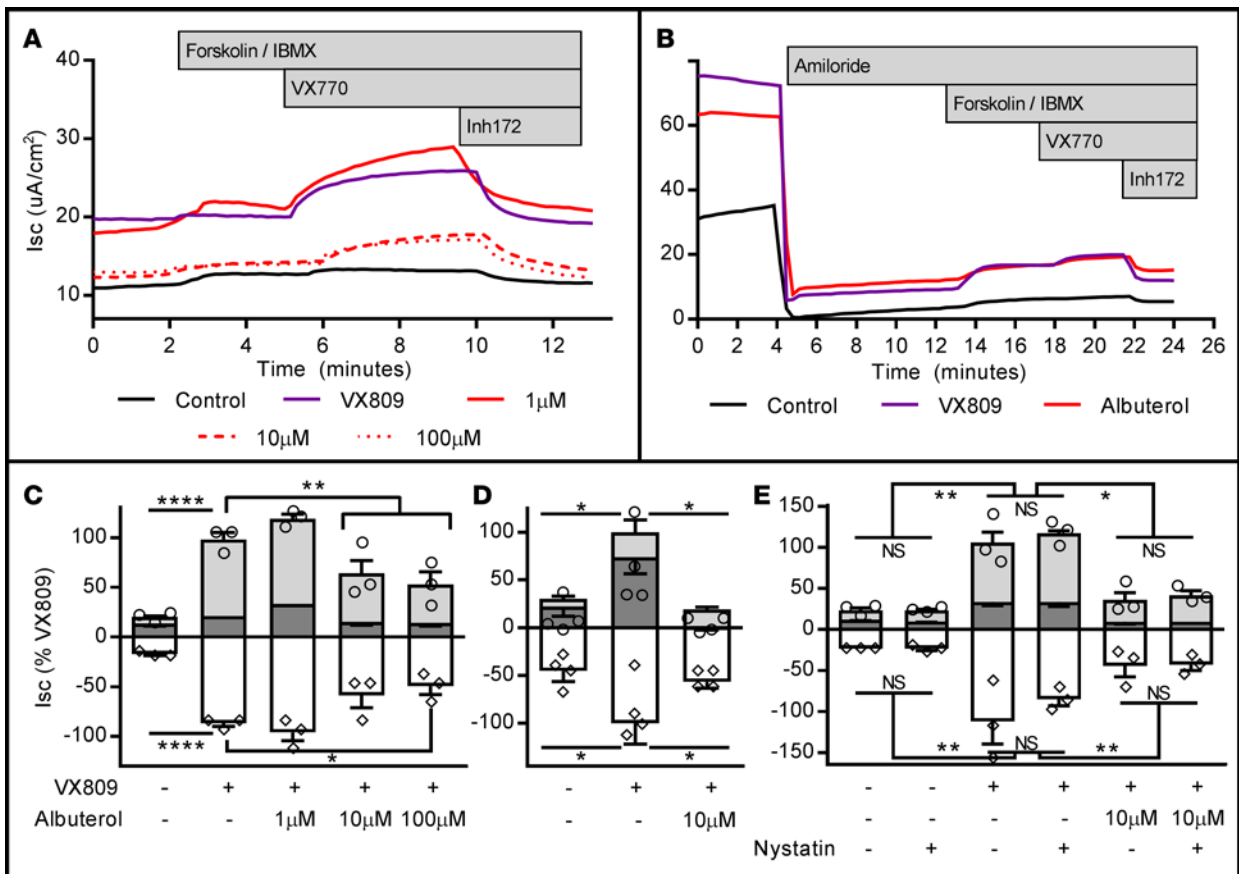 A
Isc (uA/cm2)
40
30
20
10
Forskolin / IBMX
VX770
Inh172
0 2 4 6 8 10 12
Time (minutes)
Control VX809 1μM
10μM 100μM
B
60
40
20
0
Amiloride
Forskolin / IBMX
VX770
Inh172
0 2 4 6 8 10 12 14 16 18 20 22 24 26
Time (minutes)
Control VX809 Albuterol
C
Isc (% VX809)
100
50
0
-50
-100
**** **
**** *
D
100
50
0
-50
-100
* *
* *
E
150
100
50
0
-50
-100
-150
** NS *
NS NS
NS NS
** NS **
VX809 - + + + + - + + - - + + + +
Albuterol - - 1μM 10μM 100μM - - 10μM - - - - 10μM 10μM
Nystatin - + - + - +